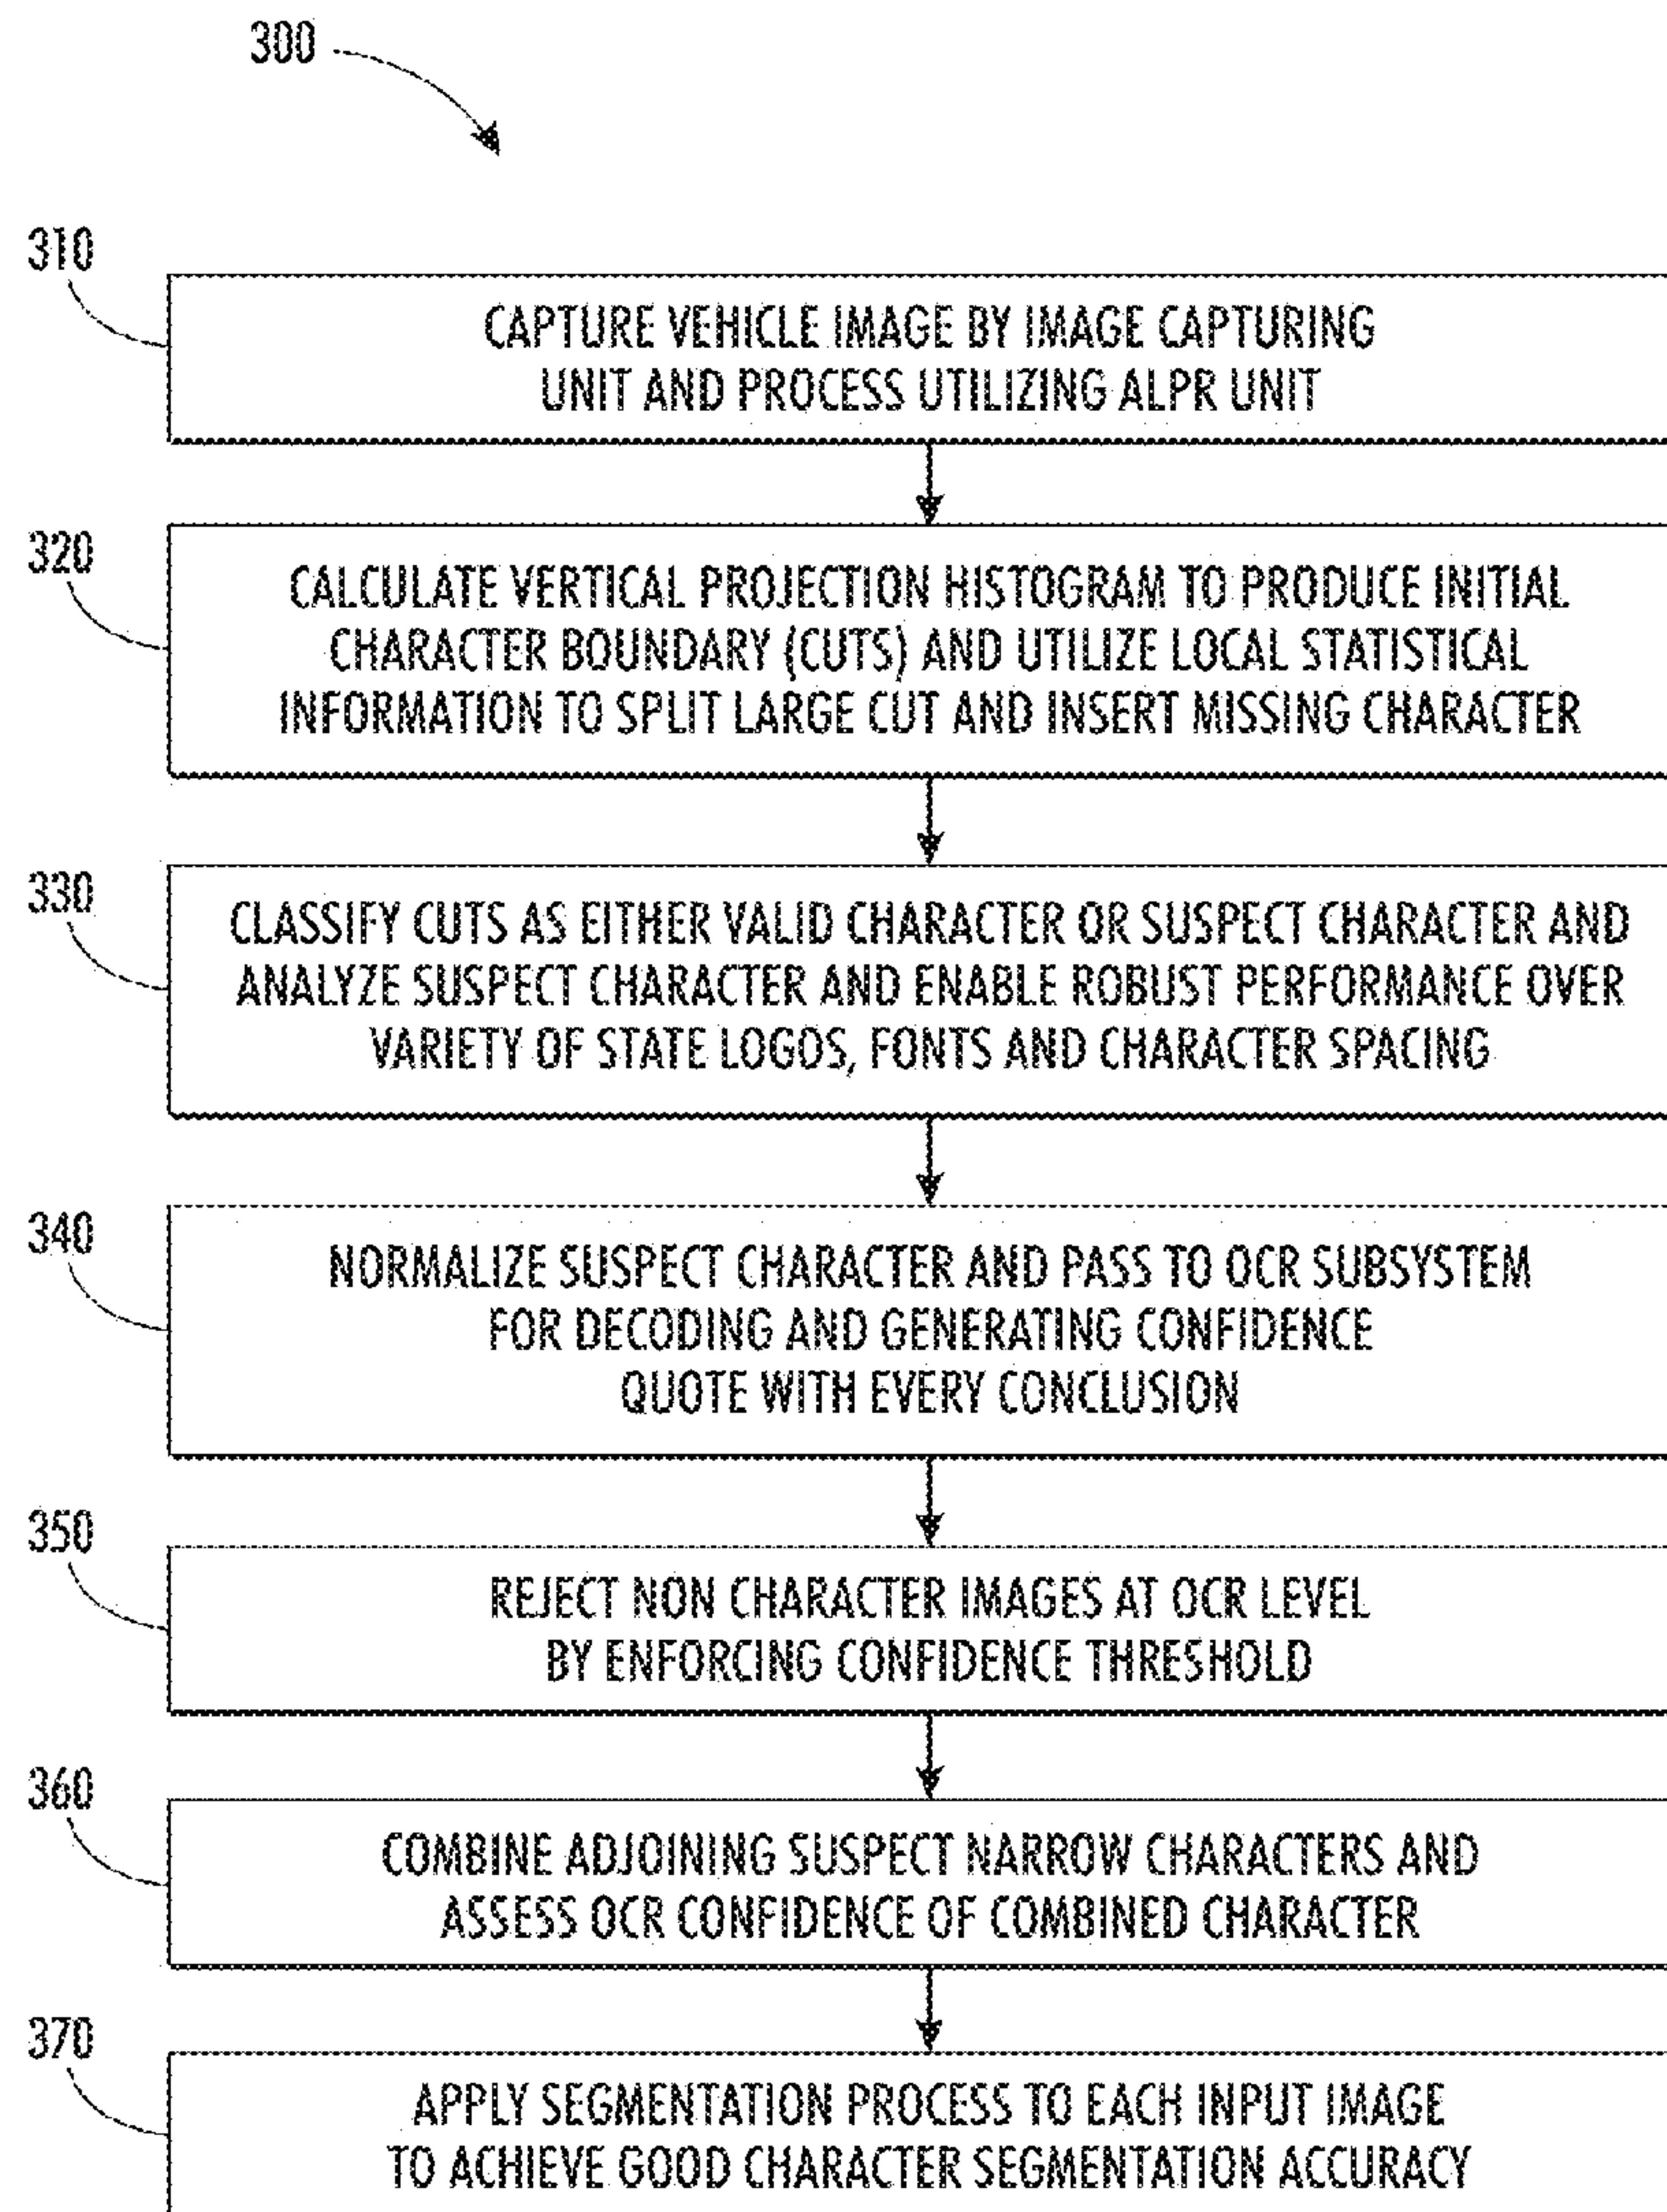 300
310
CAPTURE VEHICLE IMAGE BY IMAGE CAPTURING
UNIT AND PROCESS UTILIZING ALPR UNIT
320
CALCULATE VERTICAL PROJECTION HISTOGRAM TO PRODUCE INITIAL
CHARACTER BOUNDARY (CUTS) AND UTILIZE LOCAL STATISTICAL
INFORMATION TO SPLIT LARGE CUT AND INSERT MISSING CHARACTER
330
CLASSIFY CUTS AS EITHER VALID CHARACTER OR SUSPECT CHARACTER AND
ANALYZE SUSPECT CHARACTER AND ENABLE ROBUST PERFORMANCE OVER
VARIETY OF STATE LOGOS, FONTS AND CHARACTER SPACING
340
NORMALIZE SUSPECT CHARACTER AND PASS TO OCR SUBSYSTEM
FOR DECODING AND GENERATING CONFIDENCE
QUOTE WITH EVERY CONCLUSION
350
REJECT NON CHARACTER IMAGES AT OCR LEVEL
BY ENFORCING CONFIDENCE THRESHOLD
360
COMBINE ADJOINING SUSPECT NARROW CHARACTERS AND
ASSESS OCR CONFIDENCE OF COMBINED CHARACTER
370
APPLY SEGMENTATION PROCESS TO EACH INPUT IMAGE
TO ACHIEVE GOOD CHARACTER SEGMENTATION ACCURACY